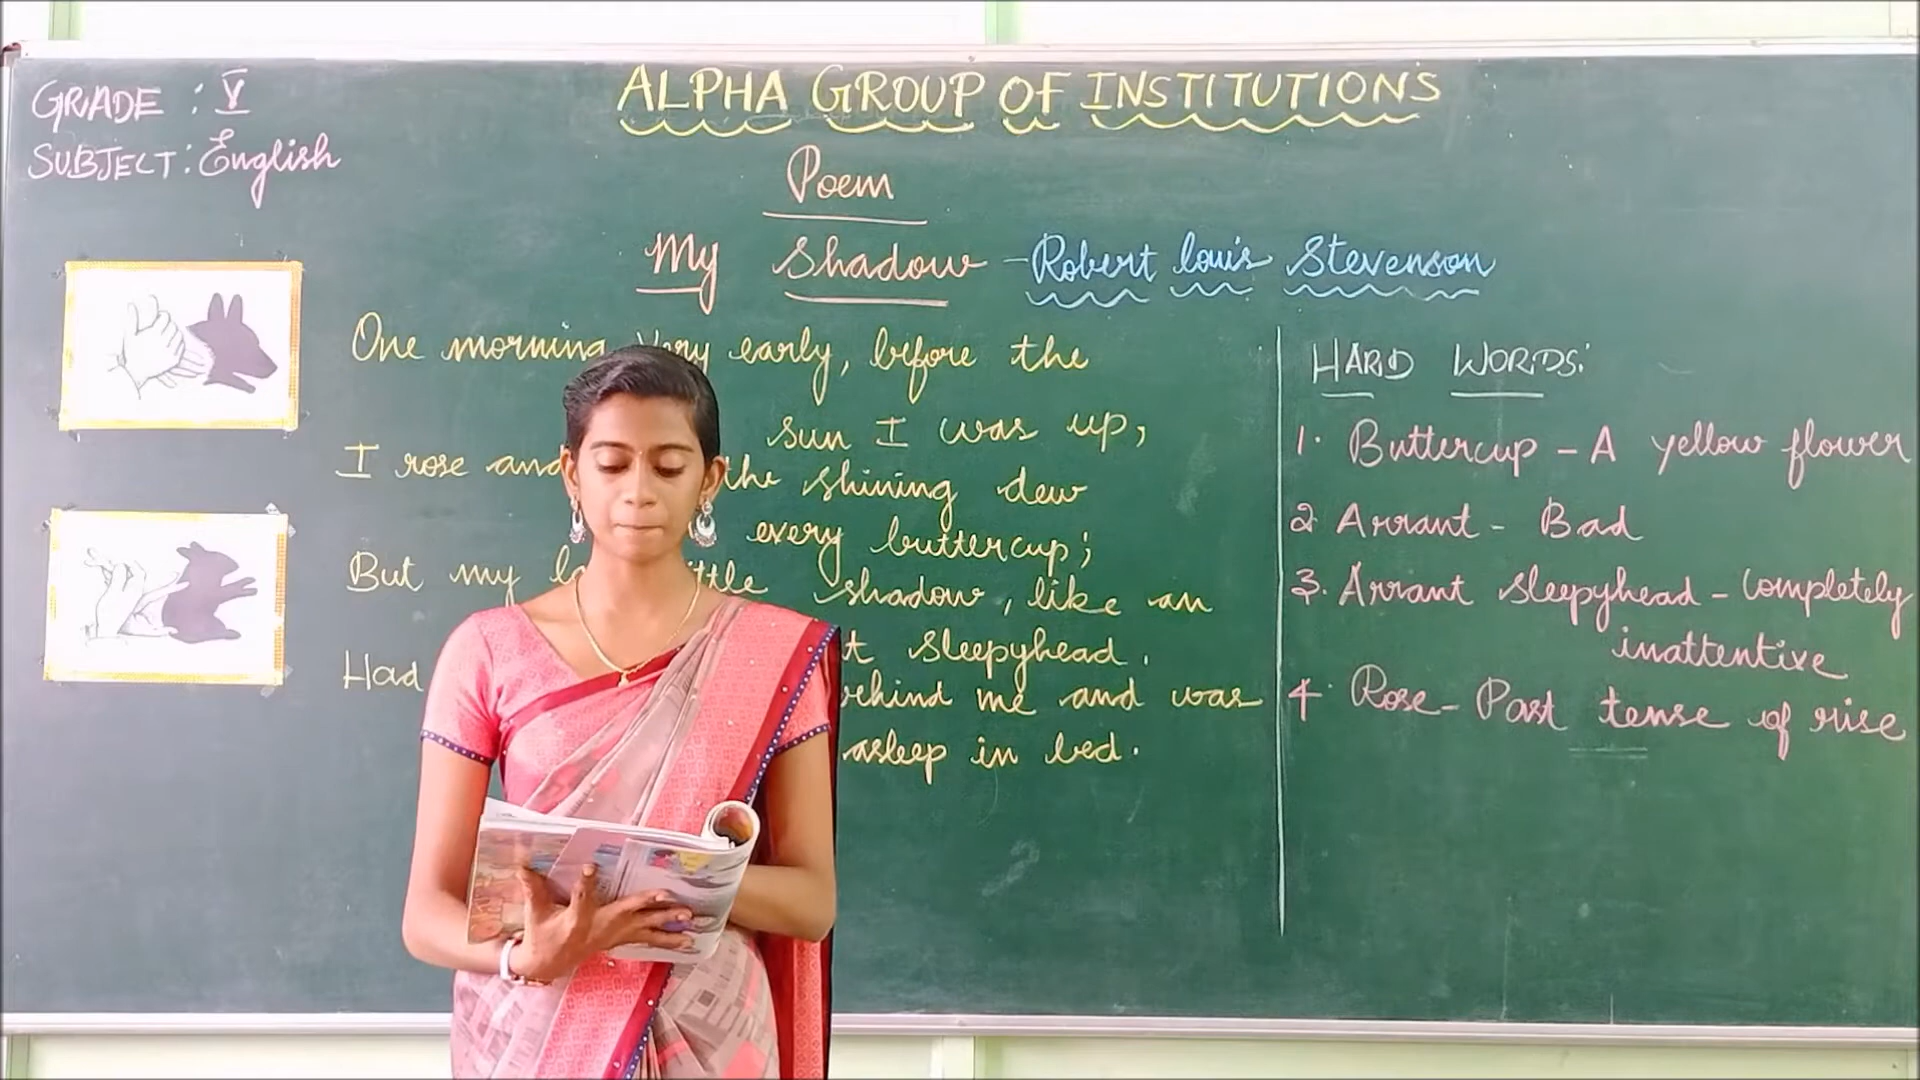 GRADE : V
SUBJECT : English
ALPHA GROUP OF INSTITUTIONS
Poem
My Shadow - Robert louis Stevenson
One morning very early, before the
sun I was up,
I rose and the shining dew
every buttercup;
But my little shadow, like an
sleepyhead.
Had behind me and was
asleep in bed.
HARD WORDS:
1. Buttercup - A yellow flower
2. Arrant - Bad
3. Arrant sleepyhead - Completely
inattentive
4. Rose - Past tense of rise